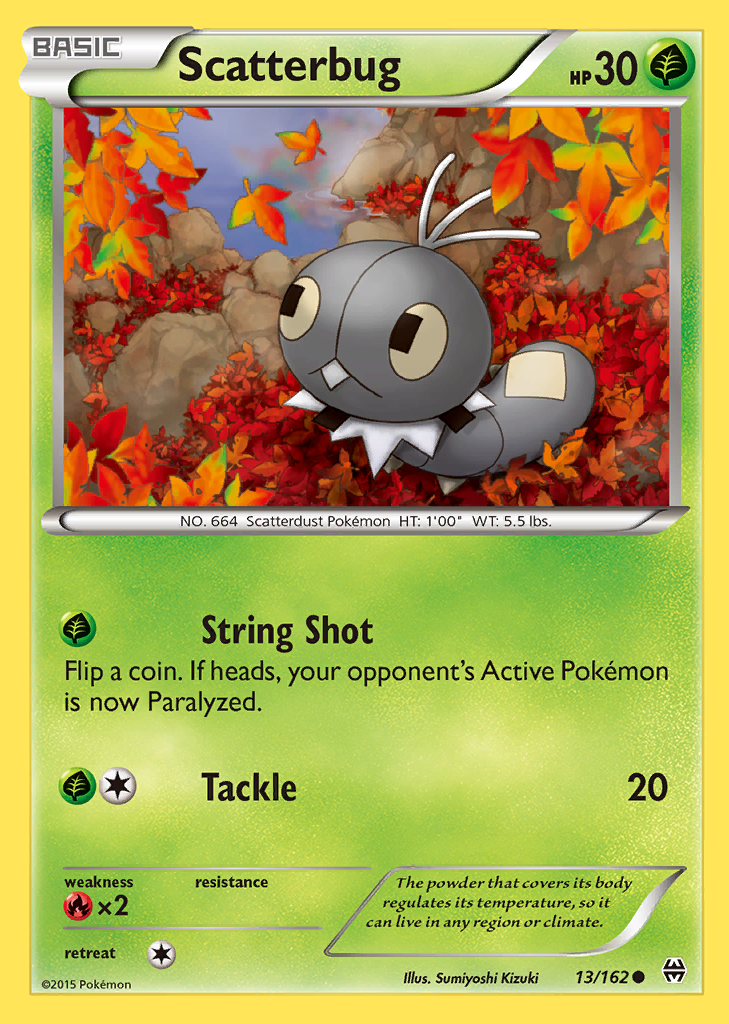 BASIC
Scatterbug
HP 30
NO. 664 Scatterdust Pokémon HT: 1'00" WT: 5.5 lbs.
String Shot
Flip a coin. If heads, your opponent's Active Pokémon
is now Paralyzed.
Tackle 20
weakness resistance
×2
The powder that covers its body
regulates its temperature, so it
can live in any region or climate.
retreat
©2015 Pokémon Illus. Sumiyoshi Kizuki 13/162